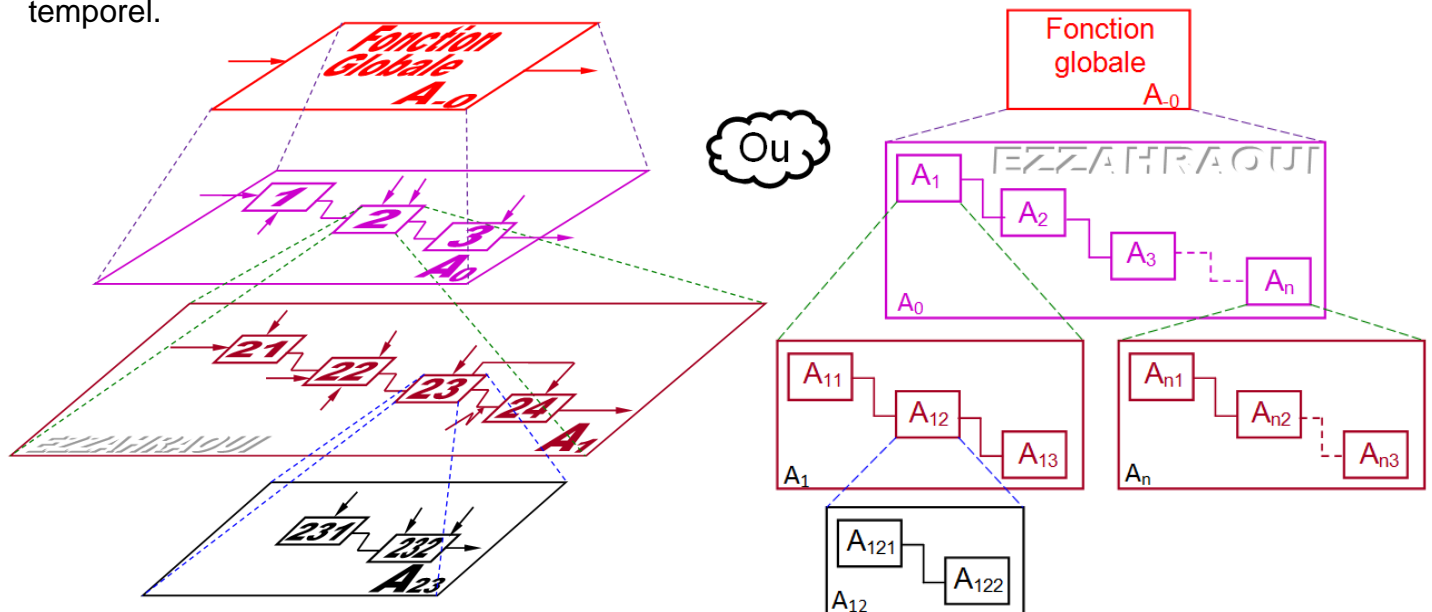 temporel.
Fonction
Globale
A-0
1
2
3
A0
21
22
23
24
EZZAHRAOUI
A1
231
232
A23
Ou
Fonction
globale
A-0
EZZAHRAOUI
A1
A2
A3
An
A0
A11
A12
A13
A1
An1
An2
An3
An
A121
A122
A12